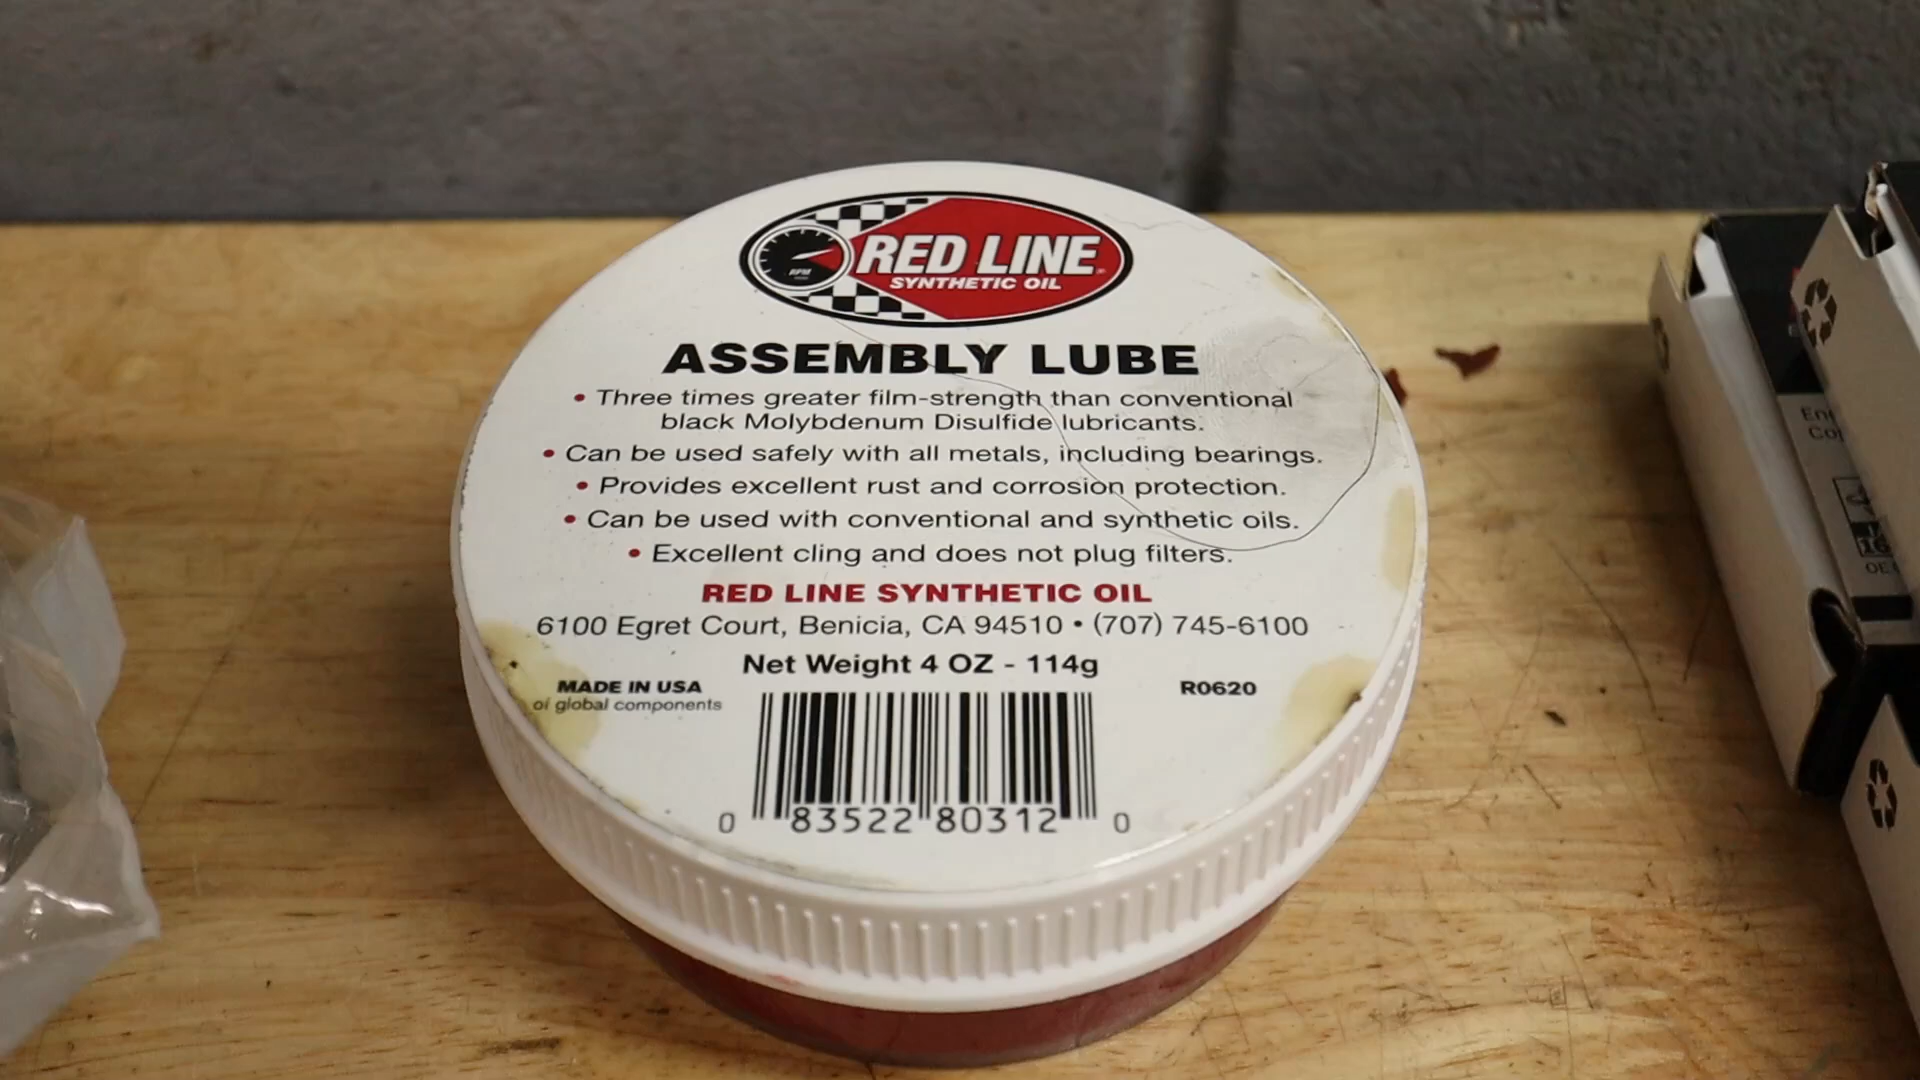 RPM
RED LINE
SYNTHETIC OIL
ASSEMBLY LUBE
• Three times greater film-strength than conventional
black Molybdenum Disulfide lubricants.
• Can be used safely with all metals, including bearings.
• Provides excellent rust and corrosion protection.
• Can be used with conventional and synthetic oils.
• Excellent cling and does not plug filters.
RED LINE SYNTHETIC OIL
6100 Egret Court, Benicia, CA 94510 • (707) 745-6100
Net Weight 4 OZ - 114g
MADE IN USA
of global components
R0620
0 83522 80312 0